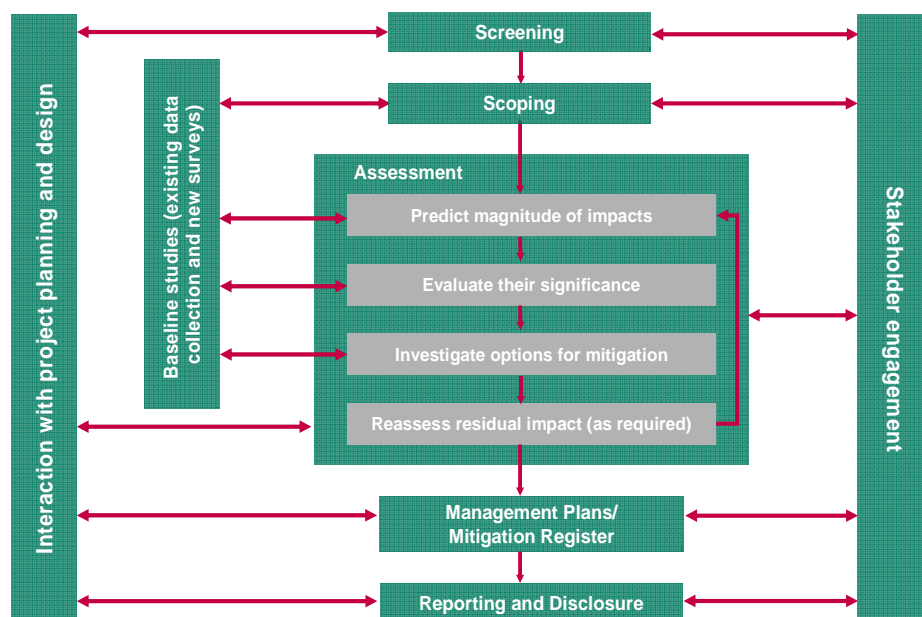 Interaction with project planning and design
Baseline studies (existing data
collection and new surveys)
Screening
Scoping
Assessment
Predict magnitude of impacts
Evaluate their significance
Investigate options for mitigation
Reassess residual impact (as required)
Management Plans/
Mitigation Register
Reporting and Disclosure
Stakeholder engagement